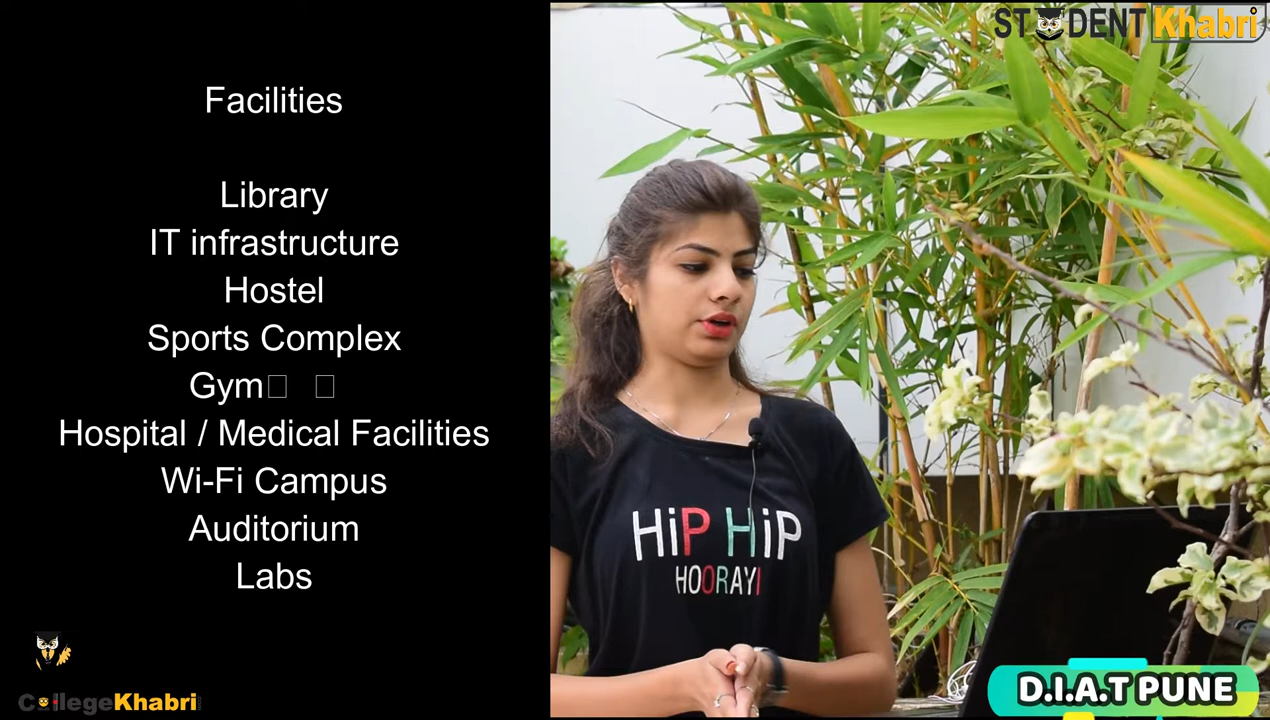 STUDENT Khabri
Facilities
Library
IT infrastructure
Hostel
Sports Complex
Gym□ □
Hospital / Medical Facilities
Wi-Fi Campus
Auditorium
Labs
HiP HiP
HOORAY!
CollegeKhabri
D.I.A.T PUNE